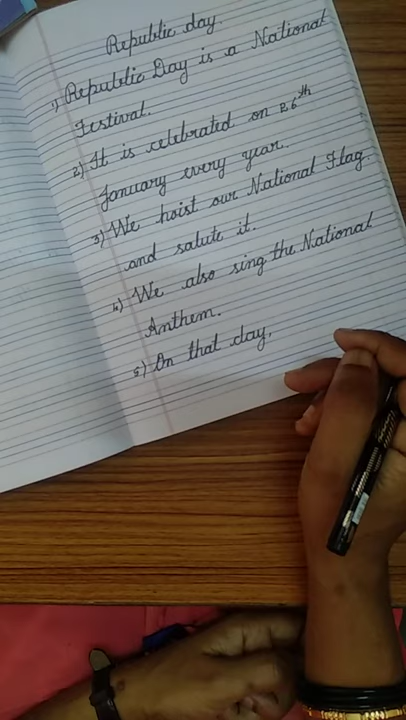 Republic day.
1) Republic Day is a National
Festival.
2) It is celebrated on 26th
January every year.
3) We hoist our National Flag
and salute it.
4) We also sing the National
Anthem.
5) On that day,